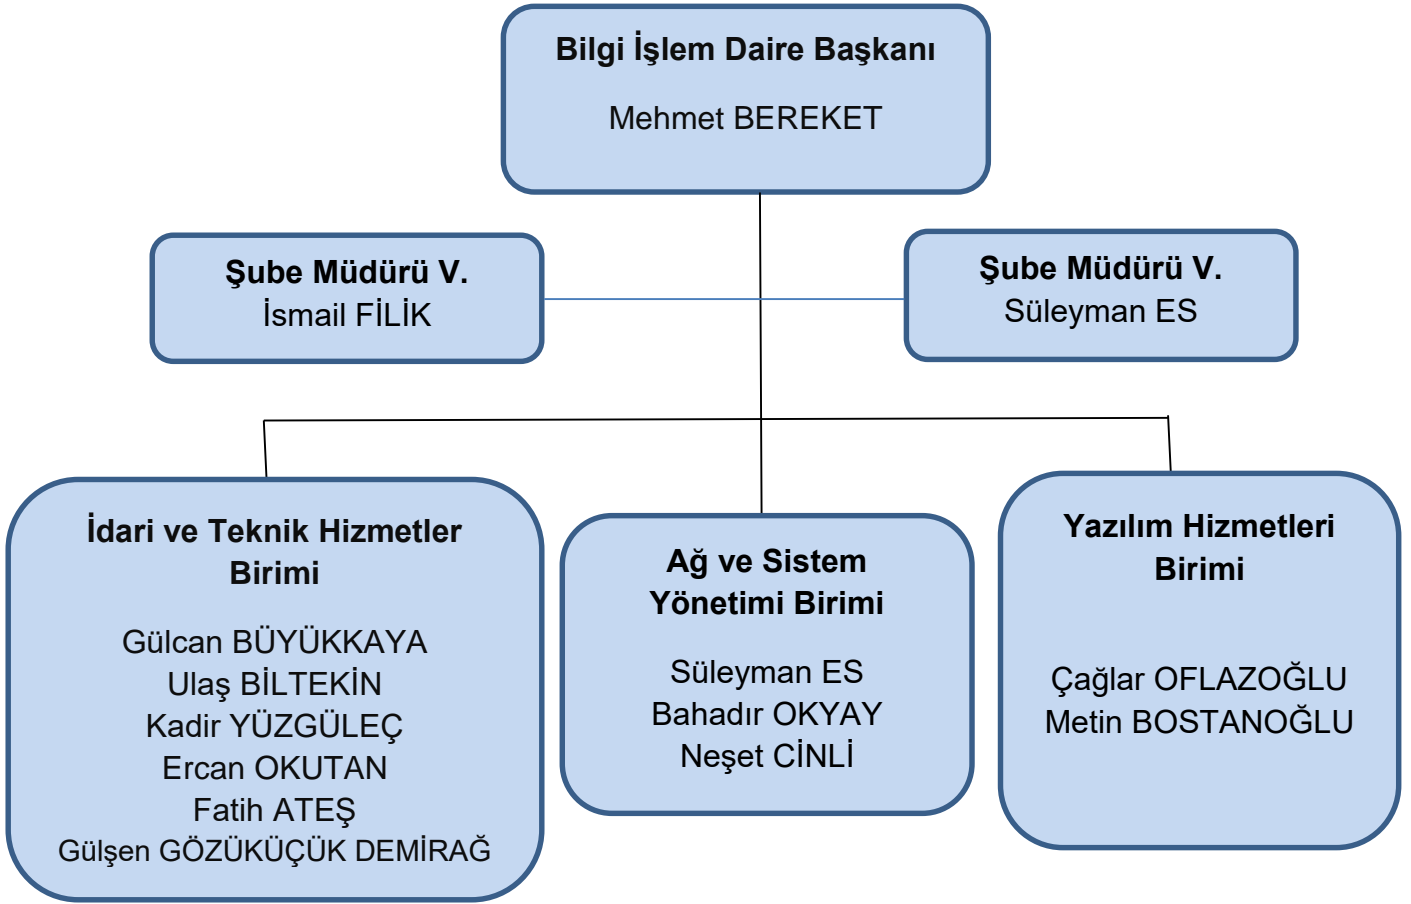 Bilgi İşlem Daire Başkanı
Mehmet BEREKET
Şube Müdürü V.
İsmail FİLİK
Şube Müdürü V.
Süleyman ES
İdari ve Teknik Hizmetler
Birimi
Gülcan BÜYÜKKAYA
Ulaş BİLTEKİN
Kadir YÜZGÜLEÇ
Ercan OKUTAN
Fatih ATEŞ
Gülşen GÖZÜKÜÇÜK DEMİRAĞ
Ağ ve Sistem
Yönetimi Birimi
Süleyman ES
Bahadır OKYAY
Neşet CİNLİ
Yazılım Hizmetleri
Birimi
Çağlar OFLAZOĞLU
Metin BOSTANOĞLU